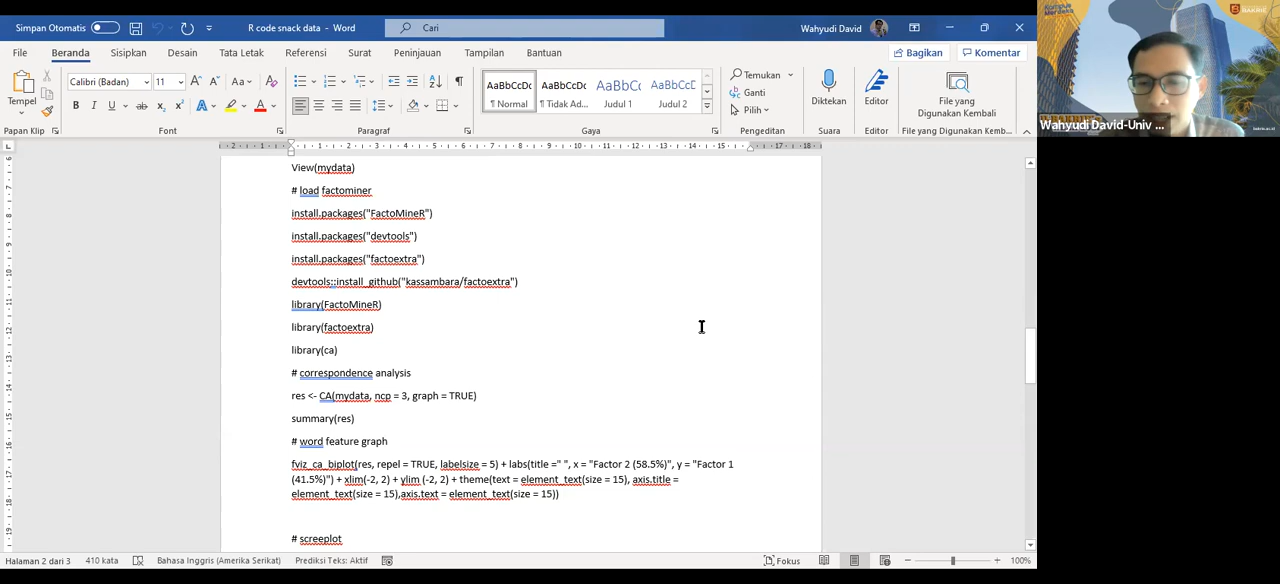 Simpan Otomatis
R code snack data - Word
Cari
Wahyudi David
File Beranda Sisipkan Desain Tata Letak Referensi Surat Peninjauan Tampilan Bantuan
Bagikan
Komentar
Tempel
Calibri (Badan)
11
AaBbCcDc AaBbCcDc AaBbCc AaBbCcD
¶ Normal ¶ Tidak Ad... Judul 1 Judul 2
Temukan
Ganti
Pilih
Diktekan
Editor
File yang
Digunakan Kembali
Papan Klip Font Paragraf Gaya Pengeditan Suara Editor File yang Digunakan Kemb...
Wahyudi David-Univ ...
View(mydata)
# load factominer
install.packages("FactoMineR")
install.packages("devtools")
install.packages("factoextra")
devtools::install_github("kassambara/factoextra")
library(FactoMineR)
library(factoextra)
library(ca)
# correspondence analysis
res <- CA(mydata, ncp = 3, graph = TRUE)
summary(res)
# word feature graph
fviz_ca_biplot(res, repel = TRUE, labelsize = 5) + labs(title =" ", x = "Factor 2 (58.5%)", y = "Factor 1
(41.5%)") + xlim(-2, 2) + ylim (-2, 2) + theme(text = element_text(size = 15), axis.title =
element_text(size = 15),axis.text = element_text(size = 15))
# screeplot
Halaman 2 dari 3 410 kata Bahasa Inggris (Amerika Serikat) Prediksi Teks: Aktif Fokus 100%